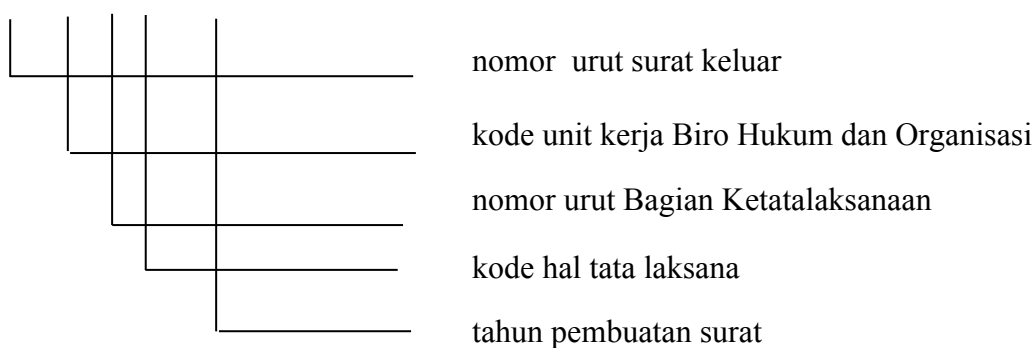 nomor urut surat keluar
kode unit kerja Biro Hukum dan Organisasi
nomor urut Bagian Ketatalaksanaan
kode hal tata laksana
tahun pembuatan surat